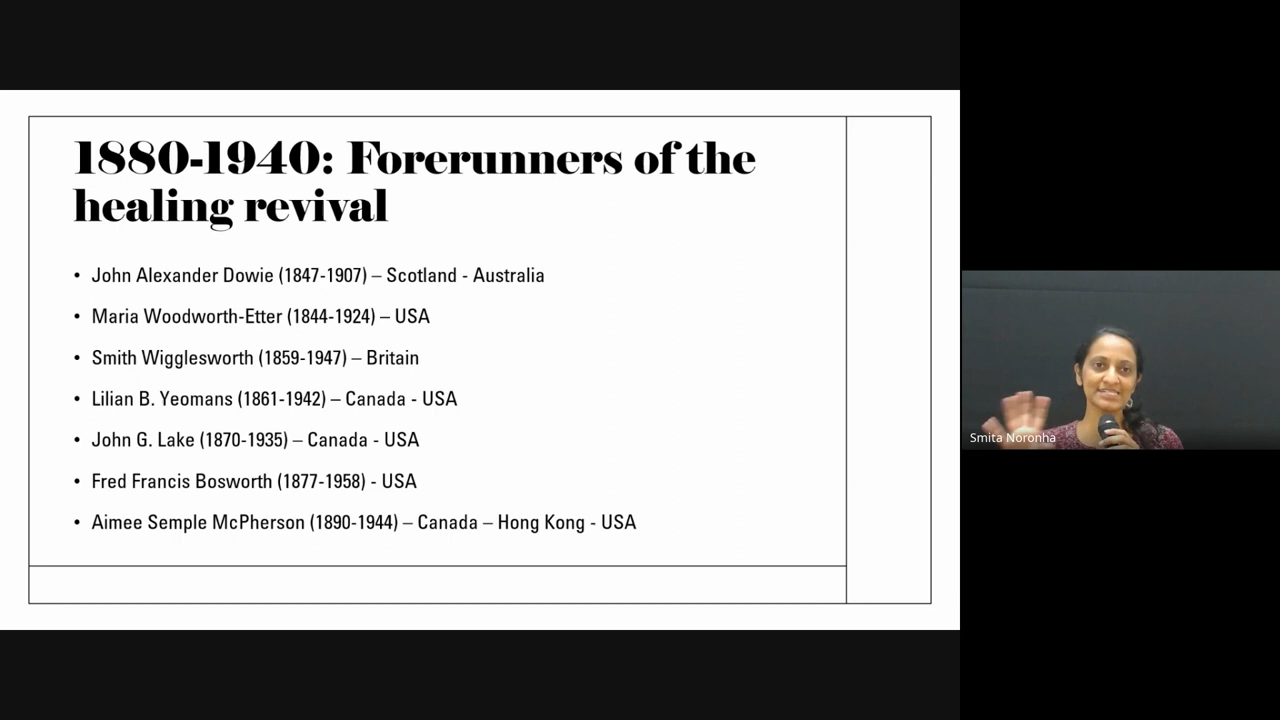 1880-1940: Forerunners of the
healing revival
• John Alexander Dowie (1847-1907) – Scotland - Australia
• Maria Woodworth-Etter (1844-1924) – USA
• Smith Wigglesworth (1859-1947) – Britain
• Lilian B. Yeomans (1861-1942) – Canada - USA
• John G. Lake (1870-1935) – Canada - USA
• Fred Francis Bosworth (1877-1958) - USA
• Aimee Semple McPherson (1890-1944) – Canada – Hong Kong - USA
Smita Noronha